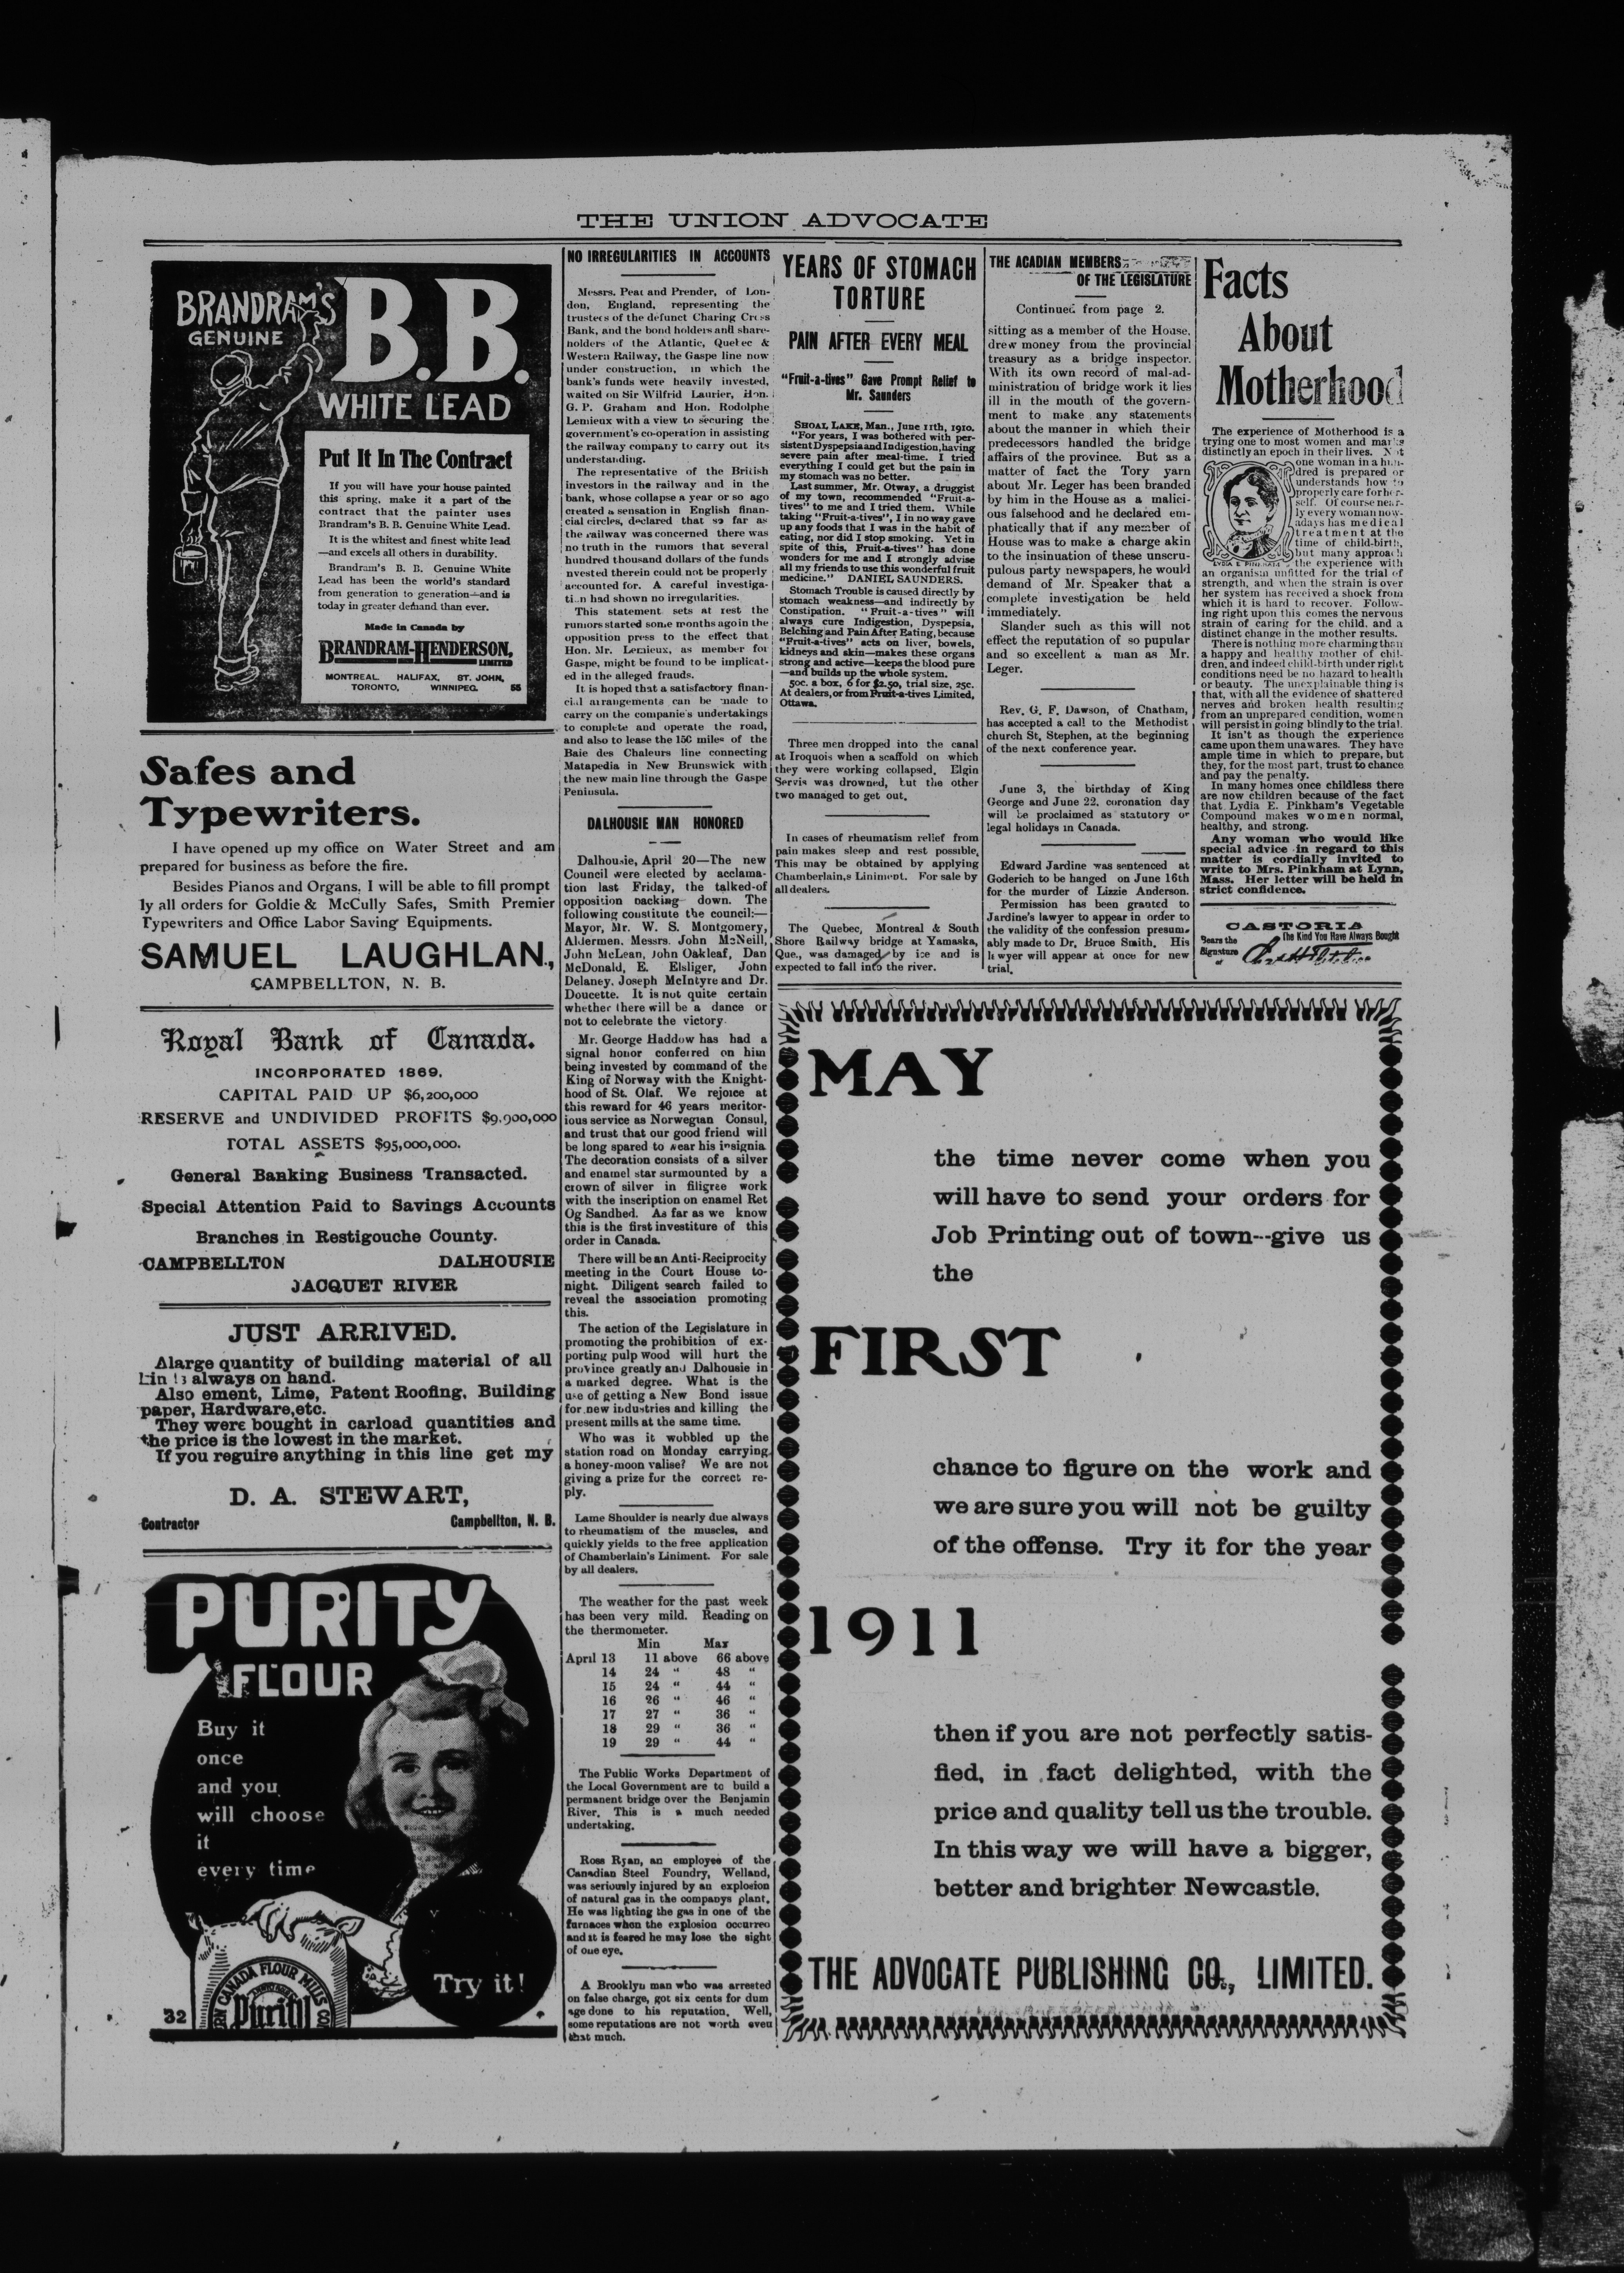 THE UNION ADVOCATE
BRANDRAM'S
GENUINE
B.B.
WHITE LEAD
Put It In The Contract
If you will have your house painted
this spring, make it a part of the
contract that the painter uses
Brandram's B. B. Genuine White Lead.
It is the whitest and finest white lead
—and excels all others in durability.
Brandram's B. B. Genuine White
Lead has been the world's standard
from generation to generation—and is
today in greater demand than ever.
Made in Canada by
BRANDRAM-HENDERSON,
LIMITED
MONTREAL. HALIFAX. ST. JOHN,
TORONTO, WINNIPEG. 55
Safes and
Typewriters.
I have opened up my office on Water Street and am
prepared for business as before the fire.
Besides Pianos and Organs, I will be able to fill prompt
ly all orders for Goldie & McCully Safes, Smith Premier
Typewriters and Office Labor Saving Equipments.
SAMUEL LAUGHLAN,
CAMPBELLTON, N. B.
Royal Bank of Canada.
INCORPORATED 1869.
CAPITAL PAID UP $6,200,000
RESERVE and UNDIVIDED PROFITS $9,900,000
TOTAL ASSETS $95,000,000.
General Banking Business Transacted.
Special Attention Paid to Savings Accounts
Branches in Restigouche County.
CAMPBELLTON DALHOUSIE
JACQUET RIVER
JUST ARRIVED.
Alarge quantity of building material of all
always on hand.
Also ement, Lime, Patent Roofing, Building
paper, Hardware,etc.
They were bought in carload quantities and
the price is the lowest in the market.
If you reguire anything in this line get my
D. A. STEWART,
Contractor Campbellton, N. B.
PURITY
FLOUR
Buy it
once
and you
will choose
it
every time
Try it!
CANADA FLOUR MILLS CO
Purity
32
NO IRREGULARITIES IN ACCOUNTS
Messrs. Peat and Prender, of Lon-
don, England, representing the
trustees of the defunct Charing Cross
Bank, and the bond holders and share-
holders of the Atlantic, Quebec &
Western Railway, the Gaspe line now
under construction, in which the
bank's funds were heavily invested,
waited on Sir Wilfrid Laurier, Hon.
G. P. Graham and Hon. Rodolphe
Lemieux with a view to securing the
government's co-operation in assisting
the railway company to carry out its
understanding.
The representative of the British
investors in the railway and in the
bank, whose collapse a year or so ago
created a sensation in English finan-
cial circles, declared that so far as
the railway was concerned there was
no truth in the rumors that several
hundred thousand dollars of the funds
nvested therein could not be properly
accounted for. A careful investiga-
tion had shown no irregularities.
This statement sets at rest the
rumors started some months ago in the
opposition press to the effect that
Hon. Mr. Lemieux, as member for
Gaspe, might be found to be implicat-
ed in the alleged frauds.
It is hoped that a satisfactory finan-
cial arrangements can be made to
carry on the companie's undertakings
to complete and operate the road,
and also to lease the 150 miles of the
Baie des Chaleurs line connecting
Matapedia in New Brunswick with
the new main line through the Gaspe
Peninsula.
DALHOUSIE MAN HONORED
Dalhousie, April 20—The new
Council were elected by acclama-
tion last Friday, the talked-of
opposition backing down. The
following constitute the council:—
Mayor, Mr. W. S. Montgomery,
Aldermen, Messrs. John McNeill,
John McLean, John Oakleaf, Dan
McDonald, E. Elsliger, John
Delaney, Joseph McIntyre and Dr.
Doucette. It is not quite certain
whether there will be a dance or
not to celebrate the victory.
Mr. George Haddow has had a
signal honor conferred on him
being invested by command of the
King of Norway with the Knight-
hood of St. Olaf. We rejoice at
this reward for 46 years meritor-
ious service as Norwegian Consul,
and trust that our good friend will
be long spared to wear his insignia
The decoration consists of a silver
and enamel star surmounted by a
crown of silver in filigree work
with the inscription on enamel Ret
Og Sandhed. As far as we know
this is the first investiture of this
order in Canada.
There will be an Anti-Reciprocity
meeting in the Court House to-
night. Diligent search failed to
reveal the association promoting
this.
The action of the Legislature in
promoting the prohibition of ex-
porting pulp wood will hurt the
province greatly and Dalhousie in
a marked degree. What is the
use of getting a New Bond issue
for new industries and killing the
present mills at the same time.
Who was it wobbled up the
station road on Monday carrying
a honey-moon valise? We are not
giving a prize for the correct re-
ply.
Lame Shoulder is nearly due always
to rheumatism of the muscles, and
quickly yields to the free application
of Chamberlain's Liniment. For sale
by all dealers.
The weather for the past week
has been very mild. Reading on
the thermometer.
Min Max
April 13 11 above 66 above
14 24 " 48 "
15 24 " 44 "
16 26 " 46 "
17 27 " 36 "
18 29 " 36 "
19 29 " 44 "
The Public Works Department of
the Local Government are to build a
permanent bridge over the Benjamin
River. This is a much needed
undertaking.
Ross Ryan, an employee of the
Canadian Steel Foundry, Welland,
was seriously injured by an explosion
of natural gas in the companys plant.
He was lighting the gas in one of the
furnaces when the explosion occurred
and it is feared he may lose the sight
of one eye.
A Brooklyn man who was arrested
on false charge, got six cents for dum
age done to his reputation. Well,
some reputations are not worth even
that much.
YEARS OF STOMACH
TORTURE
PAIN AFTER EVERY MEAL
"Fruit-a-tives" Gave Prompt Relief to
Mr. Saunders
SHOAL LAKE, Man., June 11th, 1910.
"For years, I was bothered with per-
sistent Dyspepsia and Indigestion, having
severe pain after meal-time. I tried
everything I could get but the pain in
my stomach was no better.
Last summer, Mr. Otway, a druggist
of my town, recommended "Fruit-a-
tives" to me and I tried them. While
taking "Fruit-a-tives", I in no way gave
up any foods that I was in the habit of
eating, nor did I stop smoking. Yet in
spite of this, Fruit-a-tives" has done
wonders for me and I strongly advise
all my friends to use this wonderful fruit
medicine." DANIEL SAUNDERS.
Stomach Trouble is caused directly by
stomach weakness—and indirectly by
Constipation. "Fruit-a-tives" will
always cure Indigestion, Dyspepsia,
Belching and Pain After Eating, because
"Fruit-a-tives" acts on liver, bowels,
kidneys and skin—makes these organs
strong and active—keeps the blood pure
—and builds up the whole system.
50c. a box, 6 for $2.50, trial size, 25c.
At dealers, or from Fruit-a-tives Limited,
Ottawa.
Three men dropped into the canal
at Iroquois when a scaffold on which
they were working collapsed. Elgin
Servis was drowned, but the other
two managed to get out.
In cases of rheumatism relief from
pain makes sleep and rest possible.
This may be obtained by applying
Chamberlain,s Liniment. For sale by
all dealers.
The Quebec, Montreal & South
Shore Railway bridge at Yamaska,
Que., was damaged by ice and is
expected to fall into the river.
THE ACADIAN MEMBERS
OF THE LEGISLATURE
Continued from page 2.
sitting as a member of the House,
drew money from the provincial
treasury as a bridge inspector.
With its own record of mal-ad-
ministration of bridge work it lies
ill in the mouth of the govern-
ment to make any statements
about the manner in which their
predecessors handled the bridge
affairs of the province. But as a
matter of fact the Tory yarn
about Mr. Leger has been branded
by him in the House as a malici-
ous falsehood and he declared em-
phatically that if any member of
House was to make a charge akin
to the insinuation of these unscru-
pulous party newspapers, he would
demand of Mr. Speaker that a
complete investigation be held
immediately.
Slander such as this will not
effect the reputation of so pupular
and so excellent a man as Mr.
Leger.
Rev. G. F. Dawson, of Chatham,
has accepted a call to the Methodist
church St. Stephen, at the beginning
of the next conference year.
June 3, the birthday of King
George and June 22, coronation day
will be proclaimed as statutory or
legal holidays in Canada.
Edward Jardine was sentenced at
Goderich to be hanged on June 16th
for the murder of Lizzie Anderson.
Permission has been granted to
Jardine's lawyer to appear in order to
the validity of the confession presum-
ably made to Dr. Bruce Smith. His
lawyer will appear at once for new
trial.
Facts
About
Motherhood
The experience of Motherhood is a
trying one to most women and marks
distinctly an epoch in their lives. Not
one woman in a hun-
dred is prepared or
understands how to
properly care for her-
self. Of course near-
ly every woman now-
adays has medical
treatment at the
time of child-birth,
but many approach
the experience with
LYDIA E. PINKHAM
an organism unfitted for the trial of
strength, and when the strain is over
her system has received a shock from
which it is hard to recover. Follow-
ing right upon this comes the nervous
strain of caring for the child, and a
distinct change in the mother results.
There is nothing more charming than
a happy and healthy mother of chil-
dren, and indeed child-birth under right
conditions need be no hazard to health
or beauty. The unexplainable thing is
that, with all the evidence of shattered
nerves and broken health resulting
from an unprepared condition, women
will persist in going blindly to the trial.
It isn't as though the experience
came upon them unawares. They have
ample time in which to prepare, but
they, for the most part, trust to chance
and pay the penalty.
In many homes once childless there
are now children because of the fact
that Lydia E. Pinkham's Vegetable
Compound makes women normal,
healthy, and strong.
Any woman who would like
special advice in regard to this
matter is cordially invited to
write to Mrs. Pinkham at Lynn,
Mass. Her letter will be held in
strict confidence.
CASTORIA
Bears the The Kind You Have Always Bought
Signature
of
MAY
the time never come when you
will have to send your orders for
Job Printing out of town---give us
the
FIRST
chance to figure on the work and
we are sure you will not be guilty
of the offense. Try it for the year
1911
then if you are not perfectly satis-
fied, in fact delighted, with the
price and quality tell us the trouble.
In this way we will have a bigger,
better and brighter Newcastle.
THE ADVOCATE PUBLISHING CO., LIMITED.